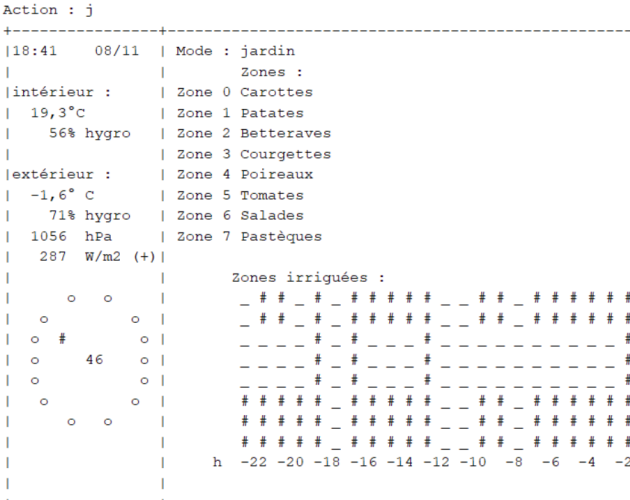 Action : j
+----------------+----------------------------------------------------
|18:41    08/11  | Mode : jardin
|                |        Zones :
|intérieur :     | Zone 0 Carottes
|  19,3°C        | Zone 1 Patates
|    56% hygro   | Zone 2 Betteraves
|                | Zone 3 Courgettes
|extérieur :     | Zone 4 Poireaux
|  -1,6° C       | Zone 5 Tomates
|    71% hygro   | Zone 6 Salades
|  1056  hPa     | Zone 7 Pastèques
|   287  W/m2 (+)|
|                |       Zones irriguées :
|      o   o     |        _ # # _ # _ # # # # # _ _ # # _ # # # # # #
|   o         o  |        _ # # _ # _ # # # # # _ _ # # _ # # # # # #
|  o  #        o |        _ _ _ _ # _ # _ _ _ # _ _ _ _ _ _ _ _ _ _ #
|  o     46    o |        _ _ _ _ # _ # _ _ _ # _ _ _ _ _ _ _ _ _ _ #
|  o           o |        _ _ _ _ # _ # _ _ _ # _ _ _ _ _ _ _ _ _ _ #
|   o         o  |        # # # # # _ # # # # # _ _ # # _ # # # # # #
|      o   o     |        # # # # # _ # # # # # _ _ # # _ # # # # # #
|                |        # # # # # _ # # # # # _ _ # # _ # # # # # #
|                |     h  -22 -20 -18 -16 -14 -12 -10  -8  -6  -4  -2
|                |